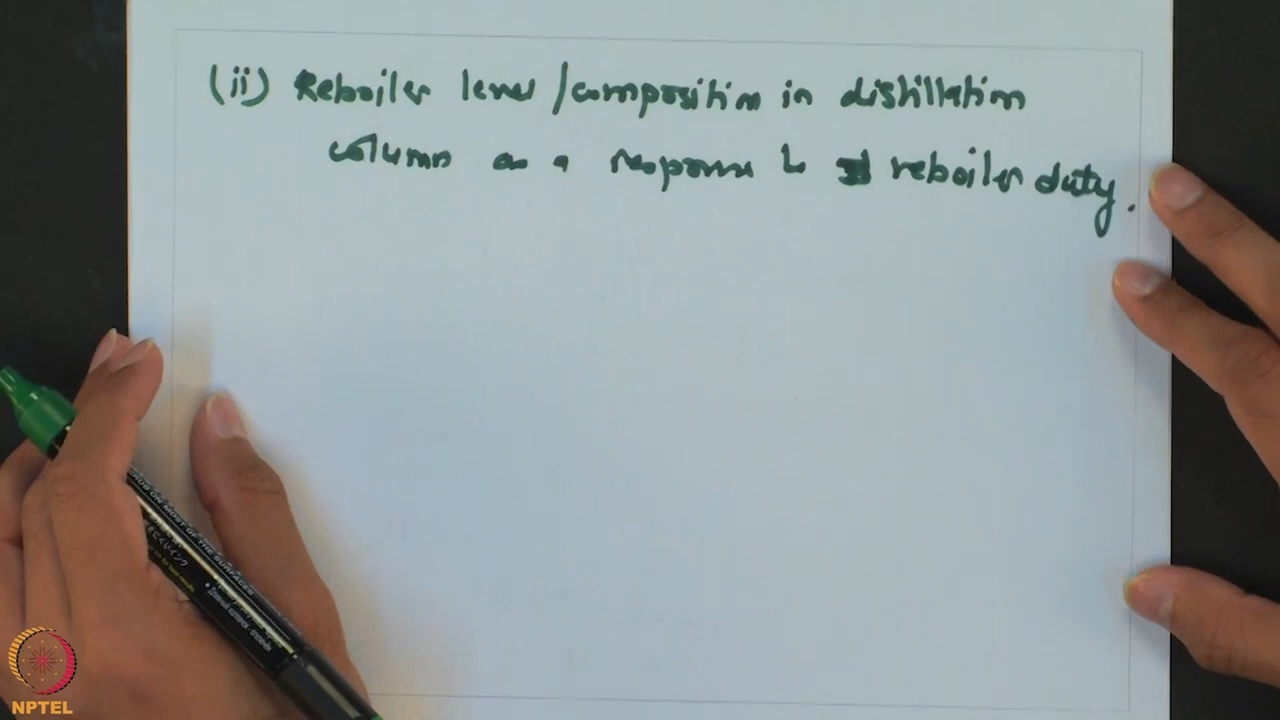 (ii) Reboiler level/composition in distillation
column as a response to reboiler duty.
NPTEL